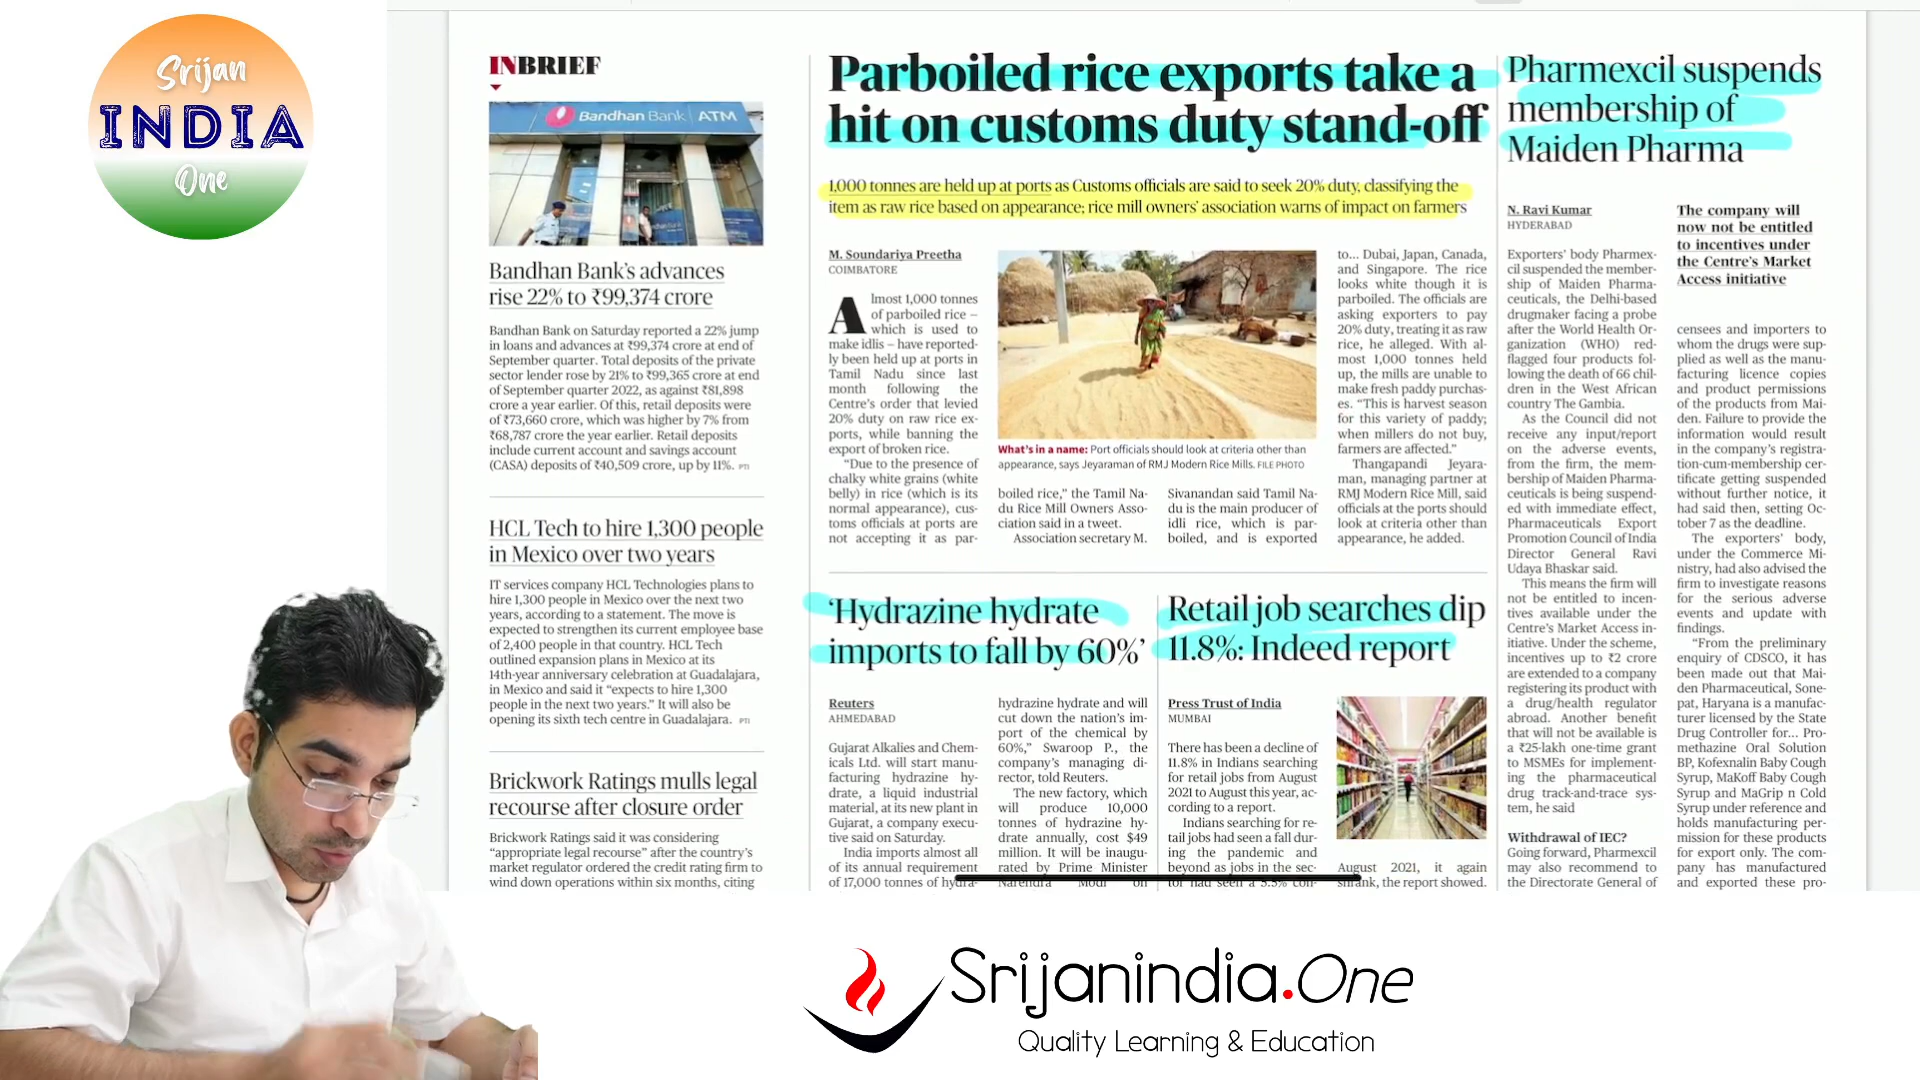 Srijan
INDIA
One
INBRIEF
Bandhan Bank ATM
Bandhan Bank's advances
rise 22% to ₹99,374 crore
Bandhan Bank on Saturday reported a 22% jump
in loans and advances at ₹99,374 crore at end of
September quarter. Total deposits of the private
sector lender rose by 21% to ₹99,365 crore at end
of September quarter 2022, as against ₹81,898
crore a year earlier. Of this, retail deposits were
of ₹73,660 crore, which was higher by 7% from
₹68,787 crore the year earlier. Retail deposits
include current account and savings account
(CASA) deposits of ₹40,509 crore, up by 11%. PTI
HCL Tech to hire 1,300 people
in Mexico over two years
IT services company HCL Technologies plans to
hire 1,300 people in Mexico over the next two
years, according to a statement. The move is
expected to strengthen its current employee base
of 2,400 people in that country. HCL Tech
outlined expansion plans in Mexico at its
14th-year anniversary celebration at Guadalajara,
in Mexico and said it "expects to hire 1,300
people in the next two years." It will also be
opening its sixth tech centre in Guadalajara. PTI
Brickwork Ratings mulls legal
recourse after closure order
Brickwork Ratings said it was considering
"appropriate legal recourse" after the country's
market regulator ordered the credit rating firm to
wind down operations within six months, citing
Parboiled rice exports take a
hit on customs duty stand-off
1,000 tonnes are held up at ports as Customs officials are said to seek 20% duty, classifying the
item as raw rice based on appearance; rice mill owners' association warns of impact on farmers
M. Soundariya Preetha
COIMBATORE
Almost 1,000 tonnes
of parboiled rice –
which is used to
make idlis – have reported-
ly been held up at ports in
Tamil Nadu since last
month following the
Centre's order that levied
20% duty on raw rice ex-
ports, while banning the
export of broken rice.
"Due to the presence of
chalky white grains (white
belly) in rice (which is its
normal appearance), cus-
toms officials at ports are
not accepting it as par-
What's in a name: Port officials should look at criteria other than
appearance, says Jeyaraman of RMJ Modern Rice Mills. FILE PHOTO
boiled rice," the Tamil Na-
du Rice Mill Owners Asso-
ciation said in a tweet.
Association secretary M.
Sivanandan said Tamil Na-
du is the main producer of
idli rice, which is par-
boiled, and is exported
to... Dubai, Japan, Canada,
and Singapore. The rice
looks white though it is
parboiled. The officials are
asking exporters to pay
20% duty, treating it as raw
rice, he alleged. With al-
most 1,000 tonnes held
up, the mills are unable to
make fresh paddy purchas-
es. "This is harvest season
for this variety of paddy;
when millers do not buy,
farmers are affected."
Thangapandi Jeyara-
man, managing partner at
RMJ Modern Rice Mill, said
officials at the ports should
look at criteria other than
appearance, he added.
'Hydrazine hydrate
imports to fall by 60%'
Reuters
AHMEDABAD
Gujarat Alkalies and Chem-
icals Ltd. will start manu-
facturing hydrazine hy-
drate, a liquid industrial
material, at its new plant in
Gujarat, a company execu-
tive said on Saturday.
India imports almost all
of its annual requirement
of 17,000 tonnes of hydra-
hydrazine hydrate and will
cut down the nation's im-
port of the chemical by
60%," Swaroop P., the
company's managing di-
rector, told Reuters.
The new factory, which
will produce 10,000
tonnes of hydrazine hy-
drate annually, cost $49
million. It will be inaugu-
rated by Prime Minister
Narendra Modi on
Retail job searches dip
11.8%: Indeed report
Press Trust of India
MUMBAI
There has been a decline of
11.8% in Indians searching
for retail jobs from August
2021 to August this year, ac-
cording to a report.
Indians searching for re-
tail jobs had seen a fall dur-
ing the pandemic and
beyond as jobs in the sec-
tor had seen a 5.5% con-
August 2021, it again
shrank, the report showed.
Pharmexcil suspends
membership of
Maiden Pharma
N. Ravi Kumar
HYDERABAD
Exporters' body Pharmex-
cil suspended the member-
ship of Maiden Pharma-
ceuticals, the Delhi-based
drugmaker facing a probe
after the World Health Or-
ganization (WHO) red-
flagged four products fol-
lowing the death of 66 chil-
dren in the West African
country The Gambia.
As the Council did not
receive any input/report
on the adverse events,
from the firm, the mem-
bership of Maiden Pharma-
ceuticals is being suspend-
ed with immediate effect,
Pharmaceuticals Export
Promotion Council of India
Director General Ravi
Udaya Bhaskar said.
This means the firm will
not be entitled to incen-
tives available under the
Centre's Market Access in-
itiative. Under the scheme,
incentives up to ₹2 crore
are extended to a company
registering its product with
a drug/health regulator
abroad. Another benefit
that will not be available is
a ₹25-lakh one-time grant
to MSMEs for implement-
ing the pharmaceutical
drug track-and-trace sys-
tem, he said
Withdrawal of IEC?
Going forward, Pharmexcil
may also recommend to
the Directorate General of
The company will
now not be entitled
to incentives under
the Centre's Market
Access initiative
censees and importers to
whom the drugs were sup-
plied as well as the manu-
facturing licence copies
and product permissions
of the products from Mai-
den. Failure to provide the
information would result
in the company's registra-
tion-cum-membership cer-
tificate getting suspended
without further notice, it
had said then, setting Oc-
tober 7 as the deadline.
The exporters' body,
under the Commerce Mi-
nistry, had also advised the
firm to investigate reasons
for the serious adverse
events and update with
findings.
"From the preliminary
enquiry of CDSCO, it has
been made out that Mai-
den Pharmaceutical, Sone-
pat, Haryana is a manufac-
turer licensed by the State
Drug Controller for... Pro-
methazine Oral Solution
BP, Kofexnalin Baby Cough
Syrup, MaKoff Baby Cough
Syrup and MaGrip n Cold
Syrup under reference and
holds manufacturing per-
mission for these products
for export only. The com-
pany has manufactured
and exported these pro-
Srijanindia.One
Quality Learning & Education